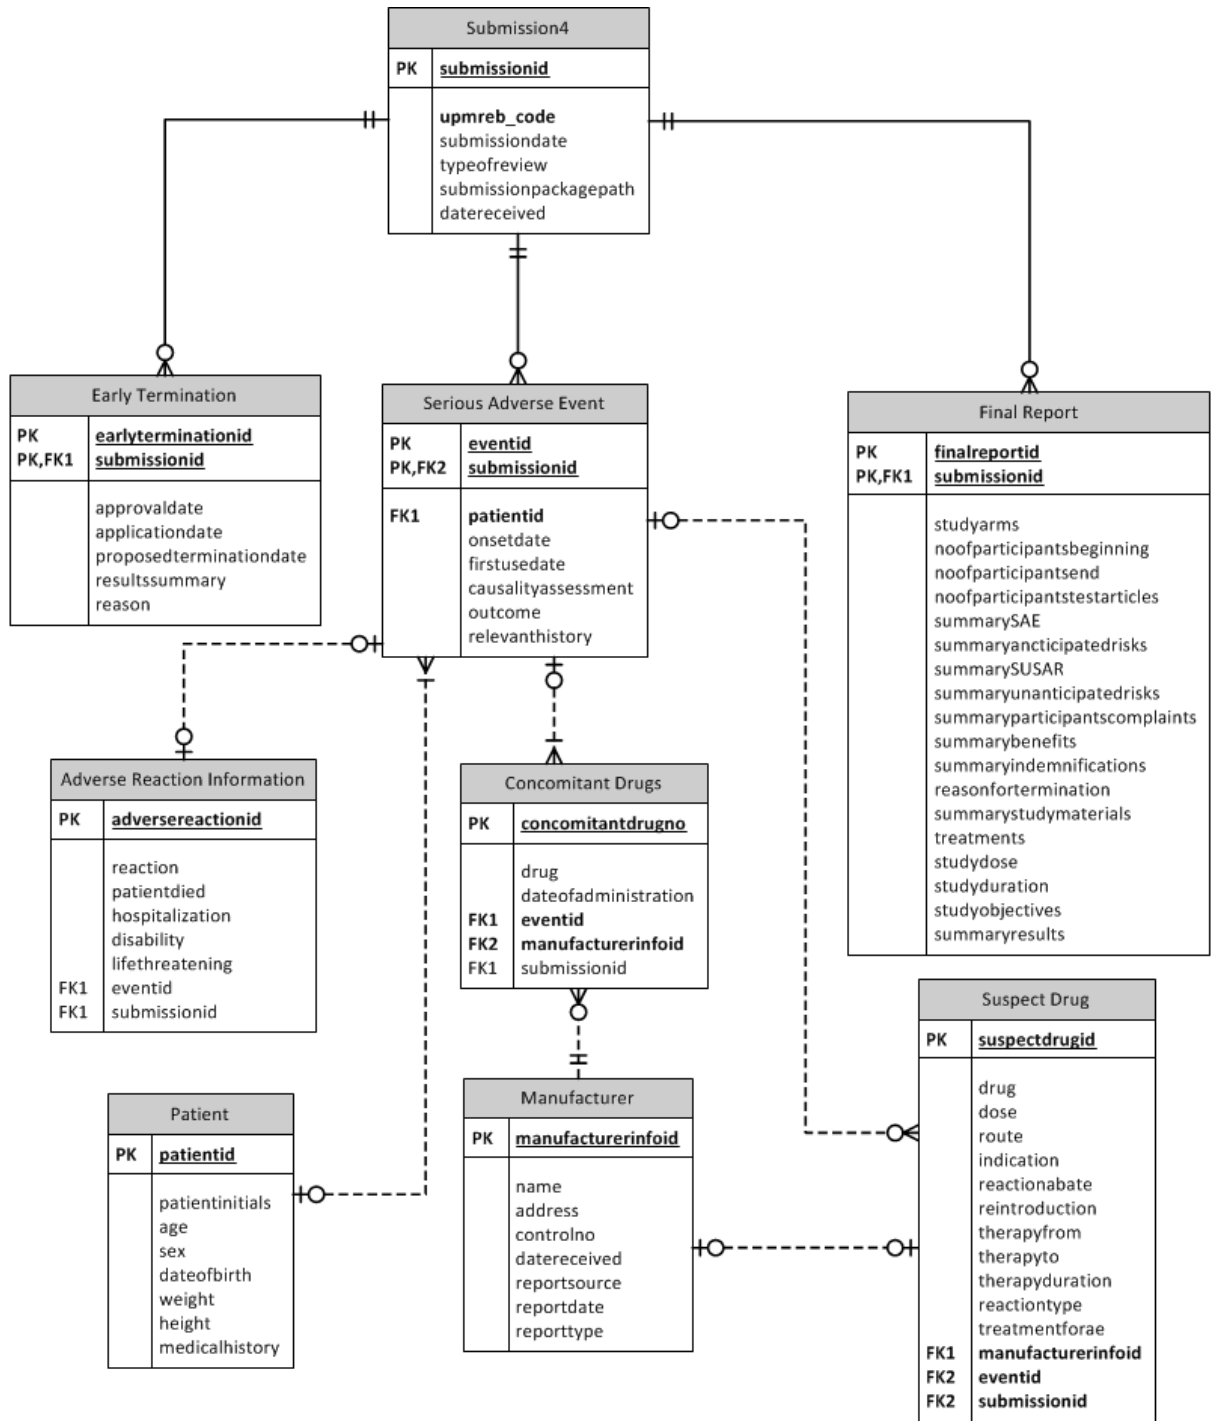 Submission4
PK submissionid
upmreb_code
submissiondate
typeofreview
submissionpackagepath
datereceived
Early Termination
PK earlyterminationid
PK,FK1 submissionid
approvaldate
applicationdate
proposedterminationdate
resultssummary
reason
Serious Adverse Event
PK eventid
PK,FK2 submissionid
FK1 patientid
onsetdate
firstusedate
causalityassessment
outcome
relevanthistory
Final Report
PK finalreportid
PK,FK1 submissionid
studyarms
noofparticipantsbeginning
noofparticipantsend
noofparticipantstestarticles
summarySAE
summaryancticipatedrisks
summarySUSAR
summaryunanticipatedrisks
summaryparticipantscomplaints
summarybenefits
summaryindemnifications
reasonfortermination
summarystudymaterials
treatments
studydose
studyduration
studyobjectives
summaryresults
Adverse Reaction Information
PK adversereactionid
reaction
patientdied
hospitalization
disability
lifethreatening
FK1 eventid
FK1 submissionid
Concomitant Drugs
PK concomitantdrugno
drug
dateofadministration
FK1 eventid
FK2 manufacturerinfoid
FK1 submissionid
Suspect Drug
PK suspectdrugid
drug
dose
route
indication
reactionabate
reintroduction
therapyfrom
therapyto
therapyduration
reactiontype
treatmentforae
FK1 manufacturerinfoid
FK2 eventid
FK2 submissionid
Patient
PK patientid
patientinitials
age
sex
dateofbirth
weight
height
medicalhistory
Manufacturer
PK manufacturerinfoid
name
address
controlno
datereceived
reportsource
reportdate
reporttype